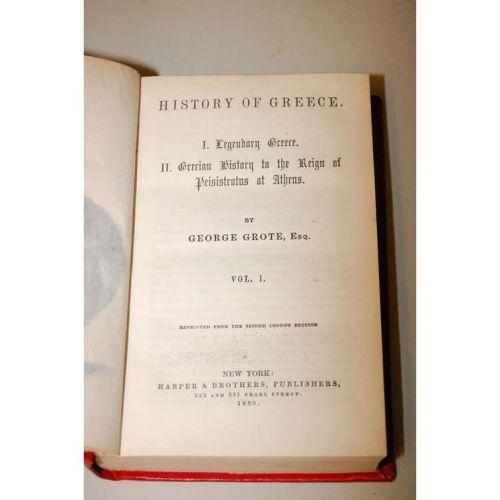 HISTORY OF GREECE.
I. Legendary Greece.
II. Grecian History to the Reign of
Peisistratus at Athens.
BY
GEORGE GROTE, Esq.
VOL. I.
REPRINTED FROM THE SECOND LONDON EDITION
NEW YORK:
HARPER & BROTHERS, PUBLISHERS,
329 AND 331 PEARL STREET.